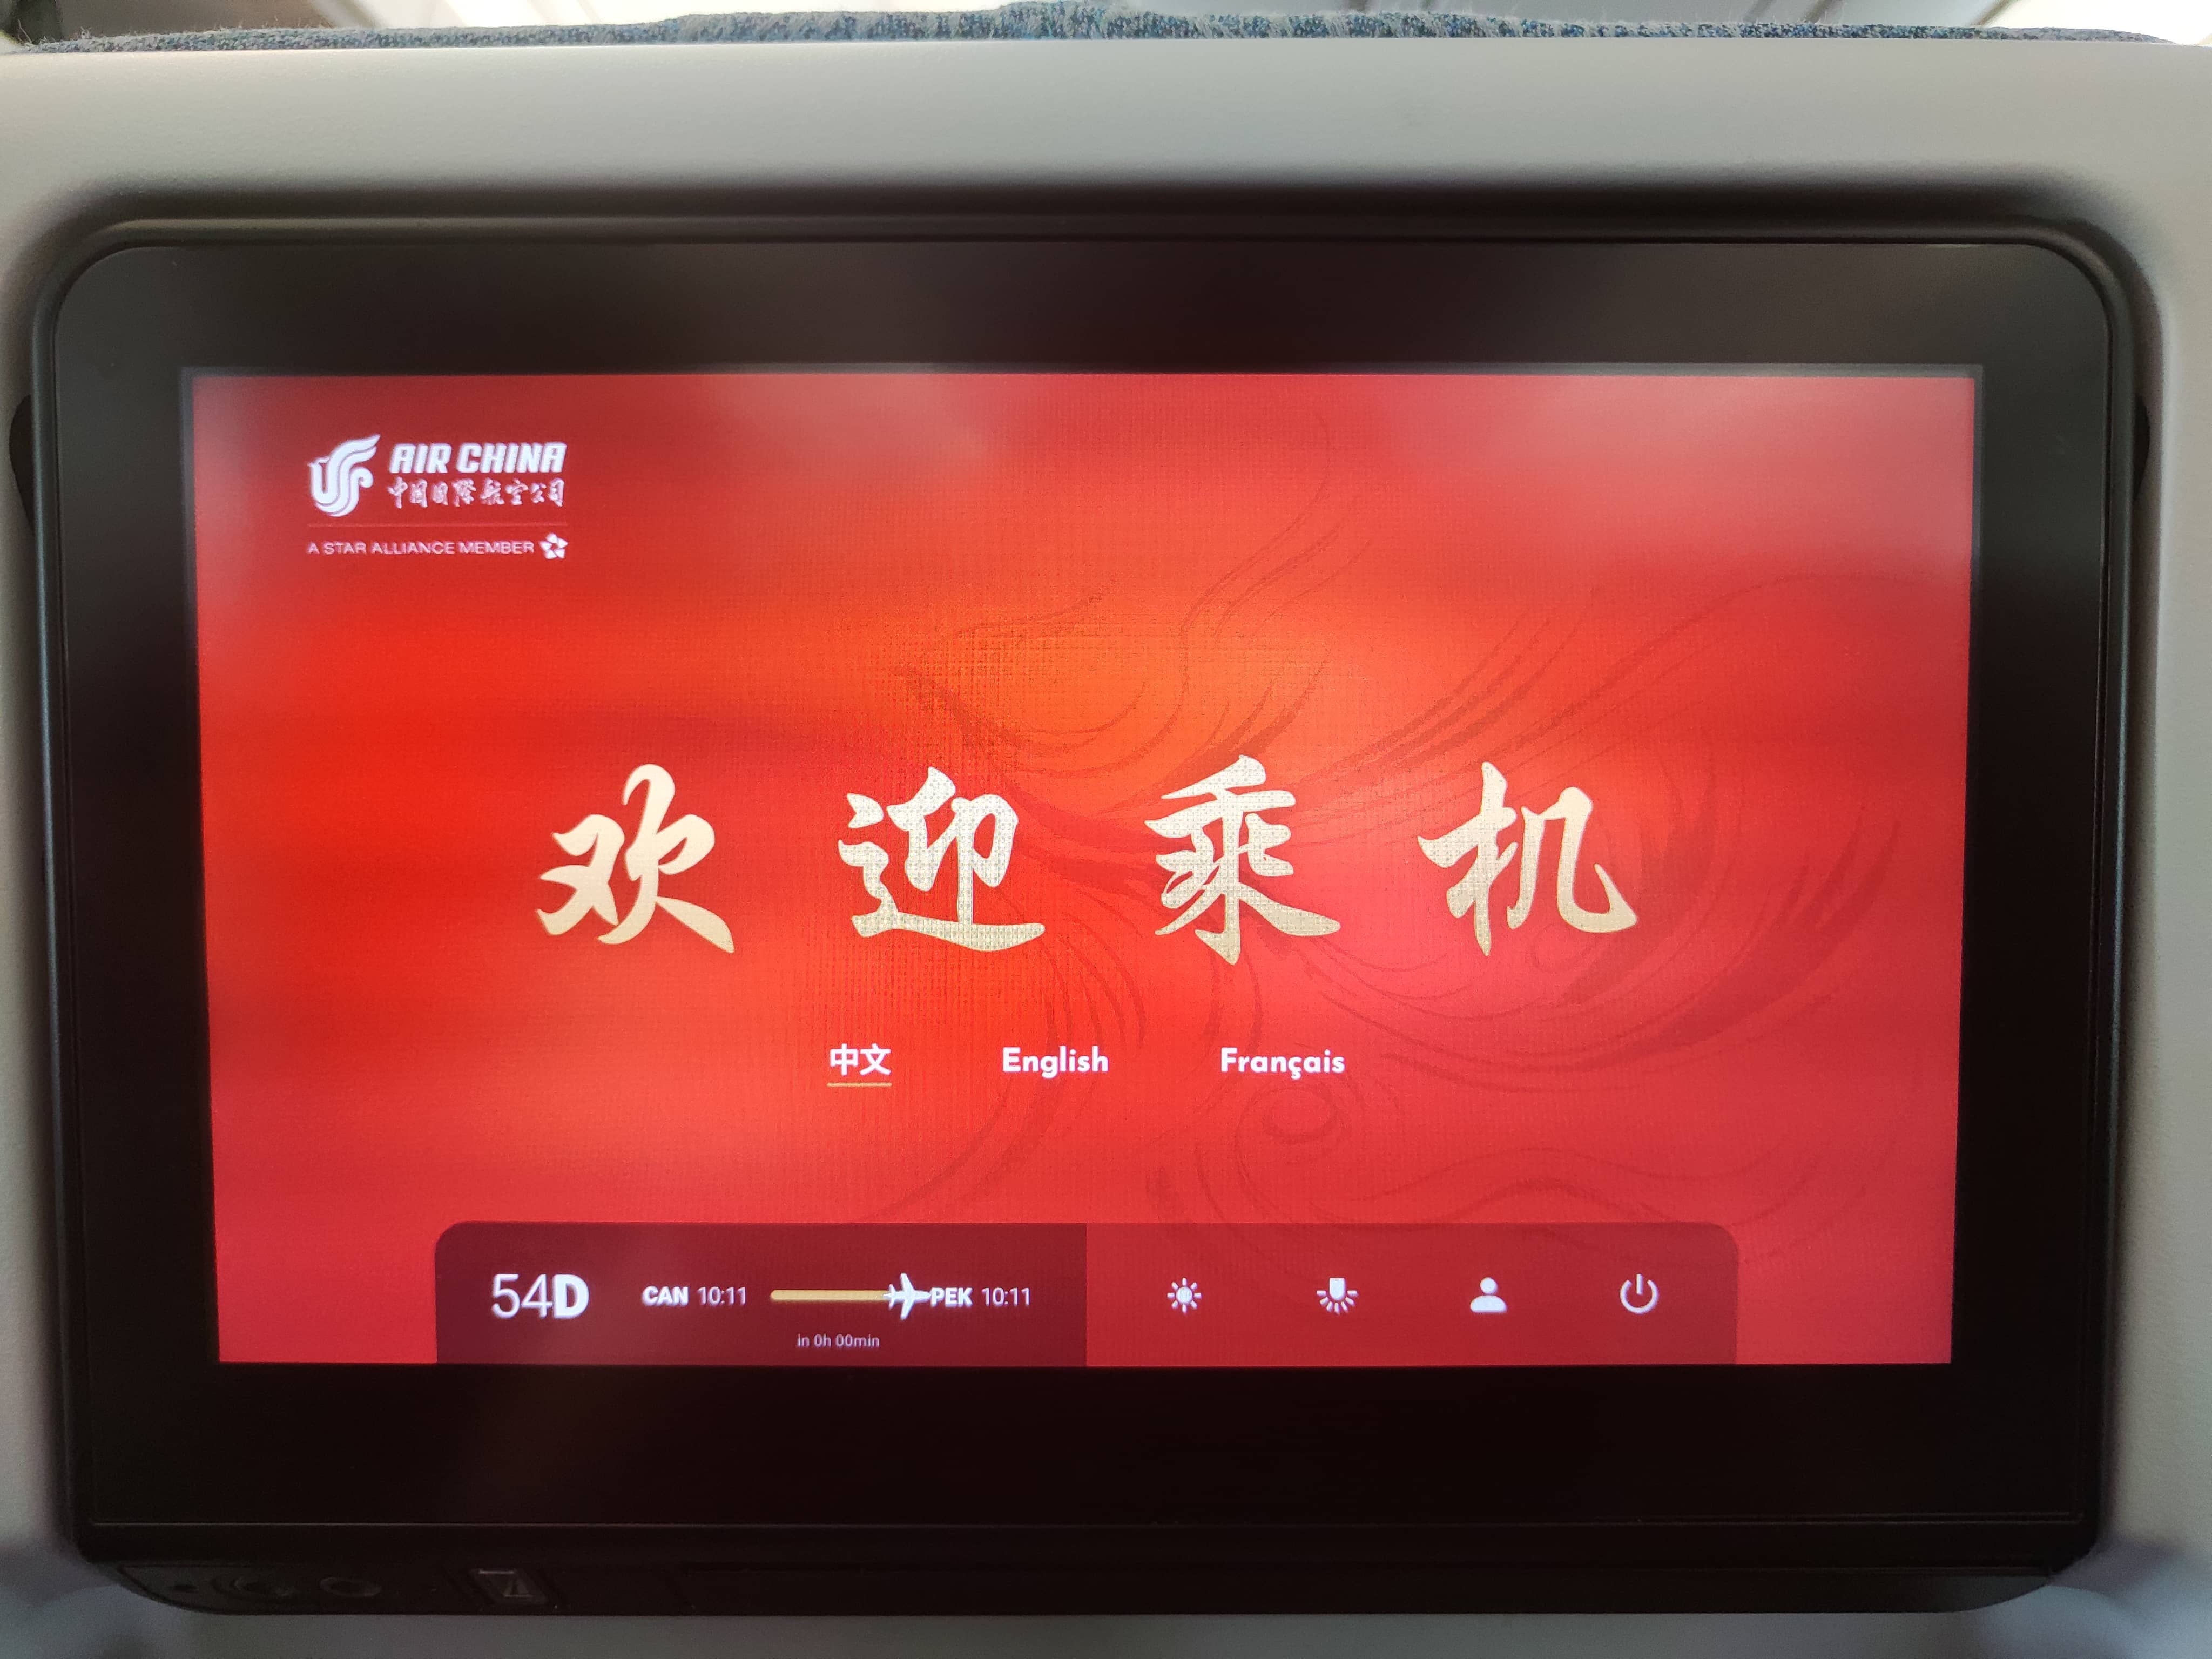 AIR CHINA
中国国際航空公司
A STAR ALLIANCE MEMBER
欢迎乘机
中文 English Français
54D CAN 10:11 PEK 10:11
in 0h 00min